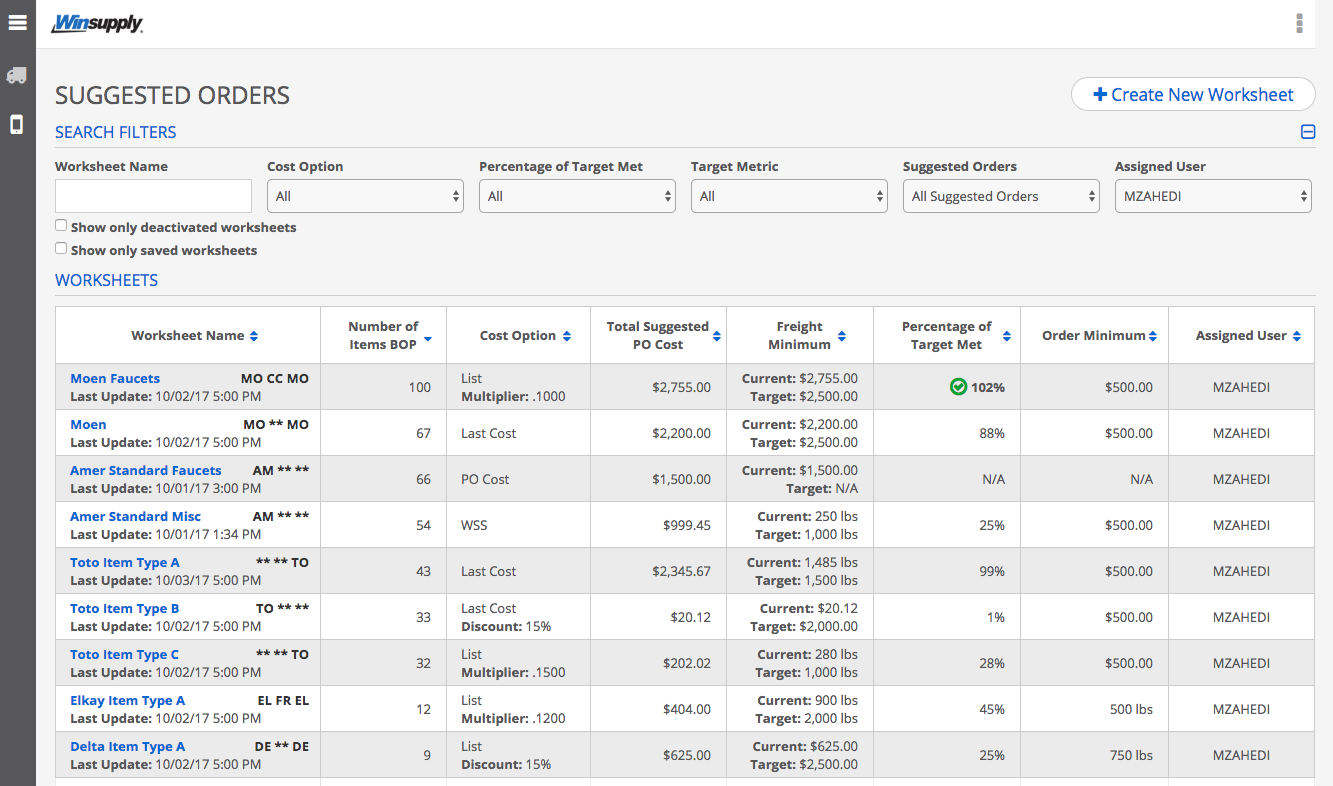 Winsupply
SUGGESTED ORDERS
Create New Worksheet
SEARCH FILTERS
Worksheet Name Cost Option Percentage of Target Met Target Metric Suggested Orders Assigned User
All All All All Suggested Orders MZAHEDI
Show only deactivated worksheets
Show only saved worksheets
WORKSHEETS
Worksheet Name Number of Items BOP Cost Option Total Suggested PO Cost Freight Minimum Percentage of Target Met Order Minimum Assigned User
Moen Faucets MO CC MO
Last Update: 10/02/17 5:00 PM
100
List
Multiplier: .1000
$2,755.00
Current: $2,755.00
Target: $2,500.00
102%
$500.00
MZAHEDI
Moen MO ** MO
Last Update: 10/02/17 5:00 PM
67
Last Cost
$2,200.00
Current: $2,200.00
Target: $2,500.00
88%
$500.00
MZAHEDI
Amer Standard Faucets AM ** **
Last Update: 10/01/17 3:00 PM
66
PO Cost
$1,500.00
Current: $1,500.00
Target: N/A
N/A
N/A
MZAHEDI
Amer Standard Misc AM ** **
Last Update: 10/01/17 1:34 PM
54
WSS
$999.45
Current: 250 lbs
Target: 1,000 lbs
25%
$500.00
MZAHEDI
Toto Item Type A ** ** TO
Last Update: 10/03/17 5:00 PM
43
Last Cost
$2,345.67
Current: 1,485 lbs
Target: 1,500 lbs
99%
$500.00
MZAHEDI
Toto Item Type B TO ** **
Last Update: 10/02/17 5:00 PM
33
Last Cost
Discount: 15%
$20.12
Current: $20.12
Target: $2,000.00
1%
$500.00
MZAHEDI
Toto Item Type C ** ** TO
Last Update: 10/02/17 5:00 PM
32
List
Multiplier: .1500
$202.02
Current: 280 lbs
Target: 1,000 lbs
28%
$500.00
MZAHEDI
Elkay Item Type A EL FR EL
Last Update: 10/02/17 5:00 PM
12
List
Multiplier: .1200
$404.00
Current: 900 lbs
Target: 2,000 lbs
45%
500 lbs
MZAHEDI
Delta Item Type A DE ** DE
Last Update: 10/02/17 5:00 PM
9
List
Discount: 15%
$625.00
Current: $625.00
Target: $2,500.00
25%
750 lbs
MZAHEDI